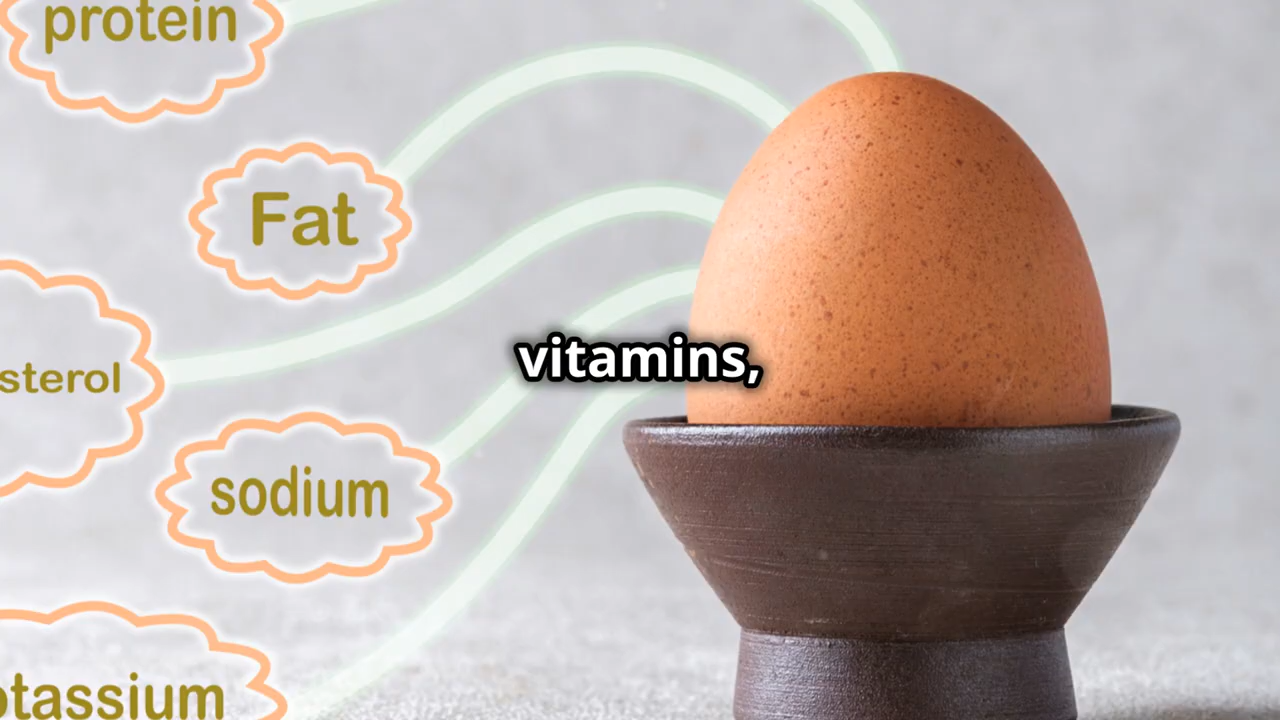 protein
Fat
vitamins,
sterol
sodium
otassium